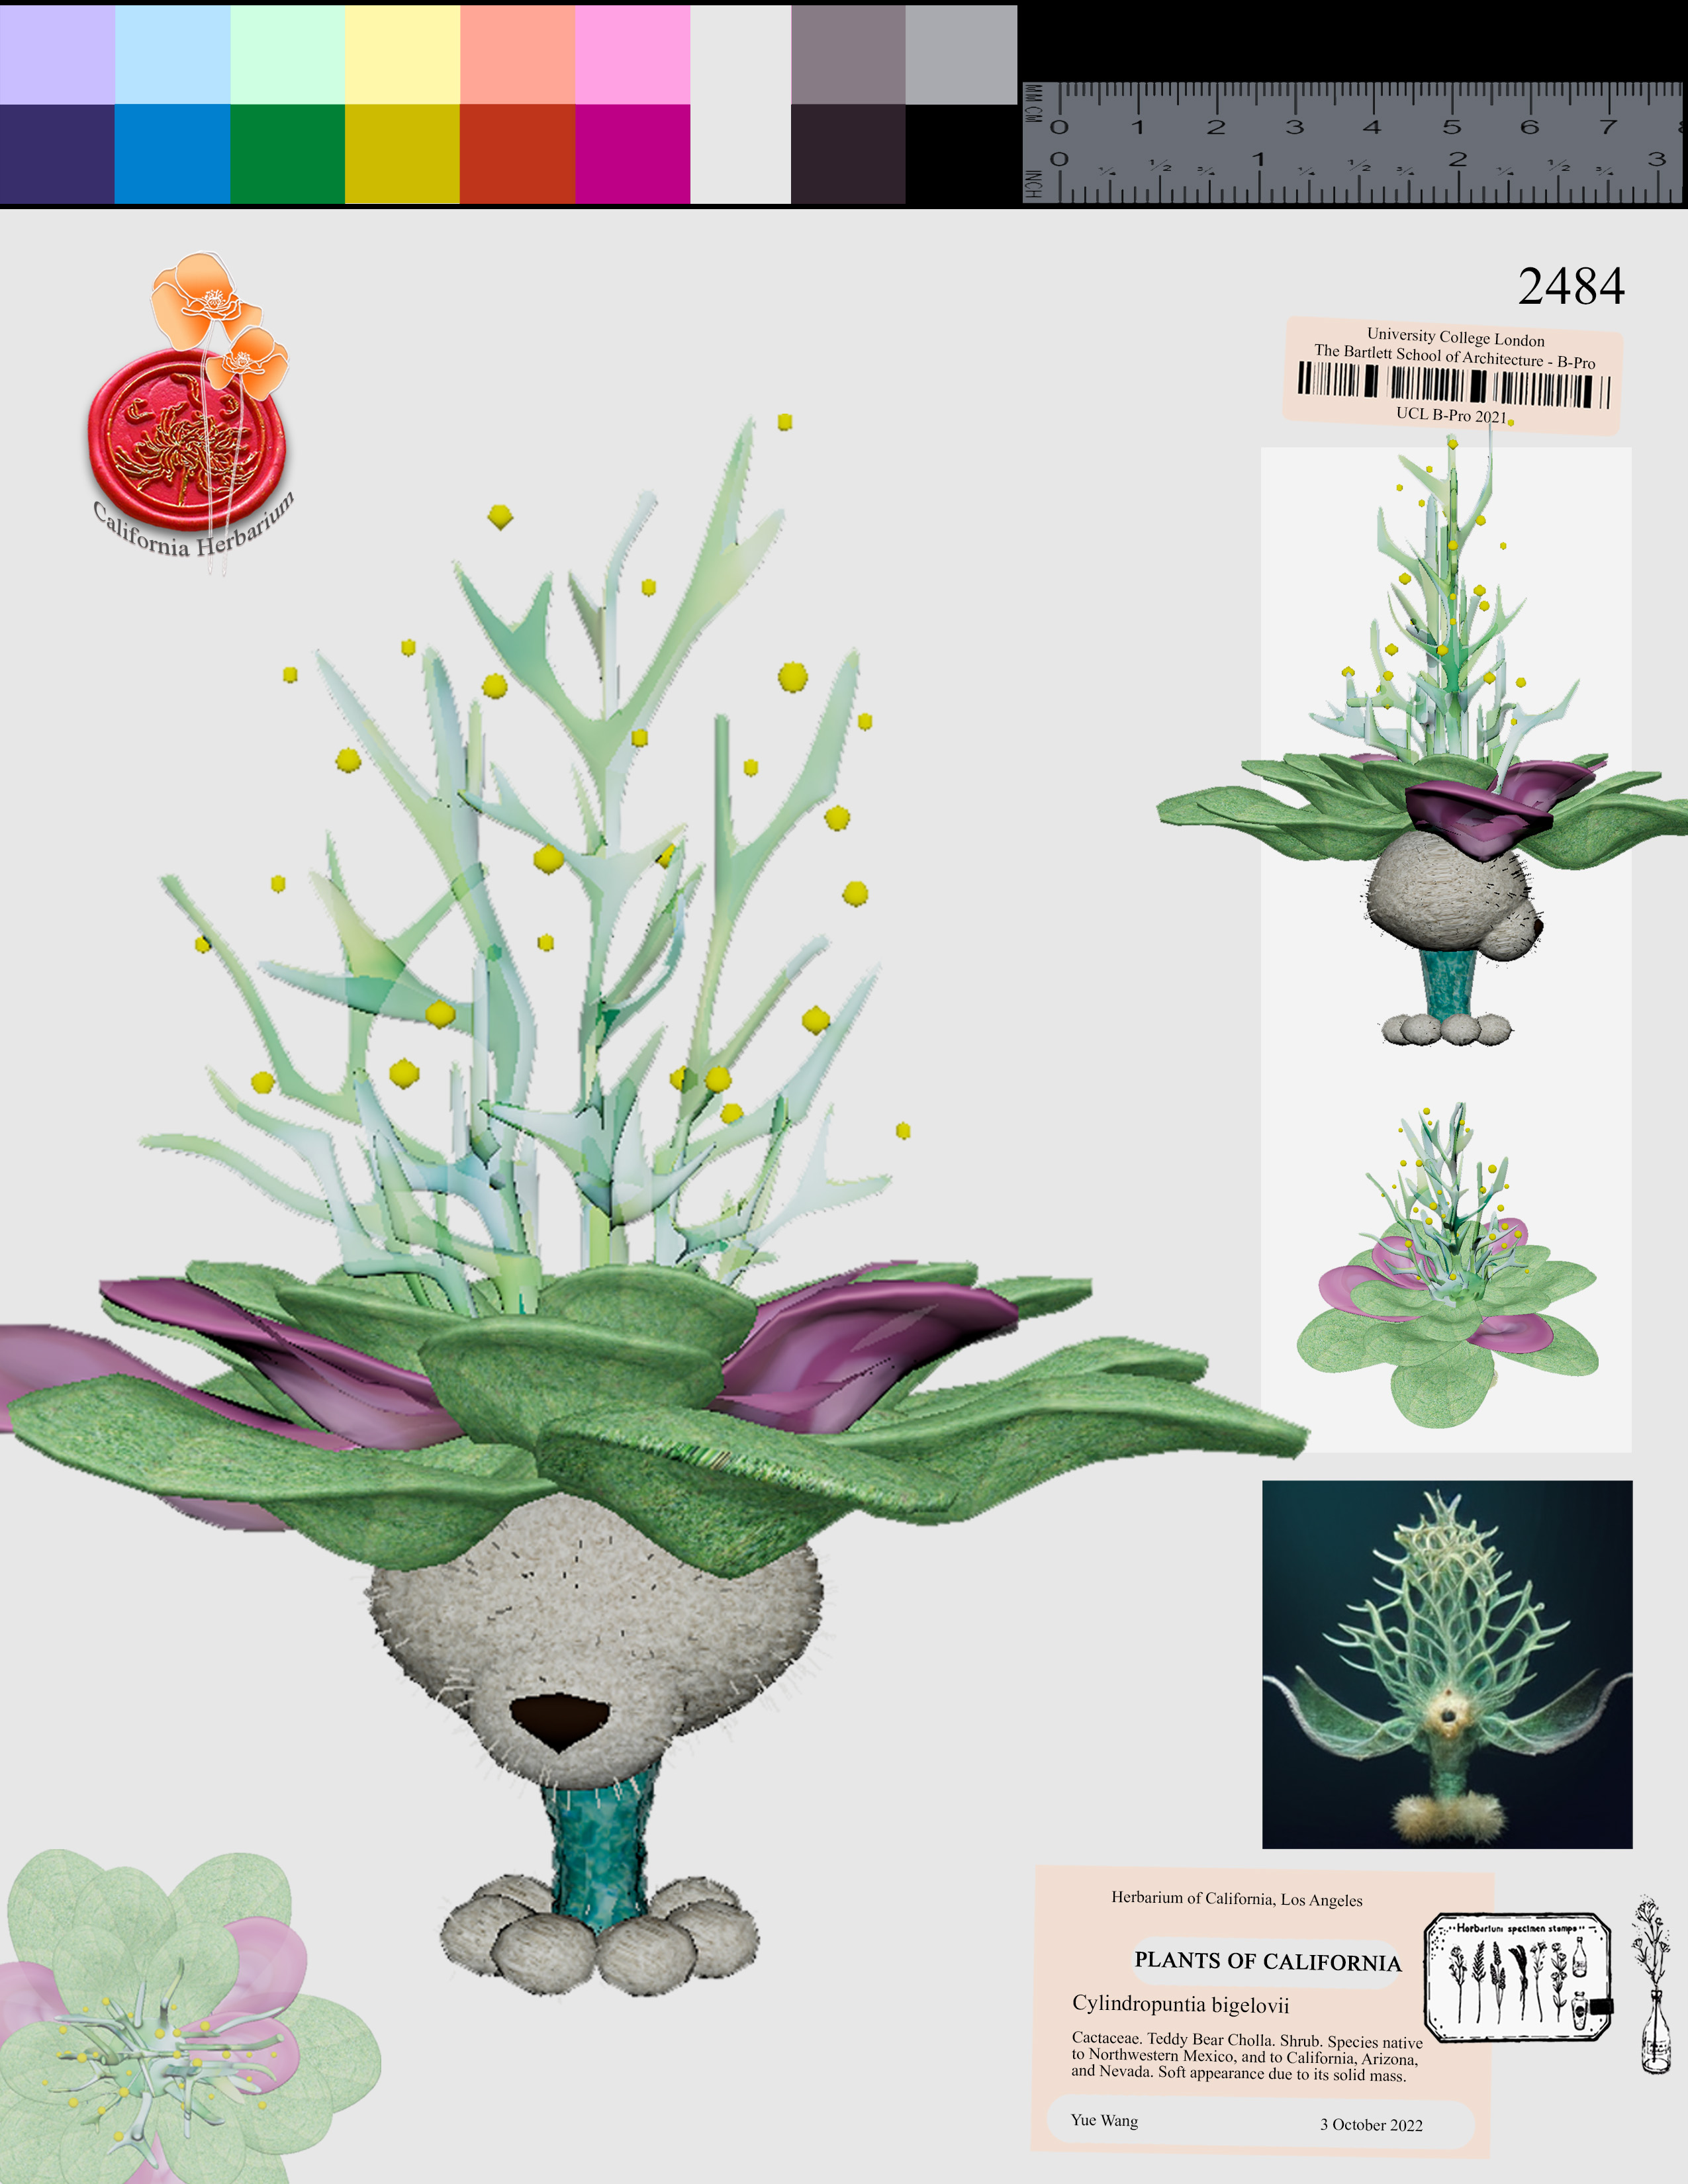 MM CM
0 1 2 3 4 5 6 7 8
0 ¼ ½ ¾ 1 ¼ ½ ¾ 2 ¼ ½ ¾ 3
INCH
2484
University College London
The Bartlett School of Architecture - B-Pro
UCL B-Pro 2021
California Herbarium
Herbarium of California, Los Angeles
PLANTS OF CALIFORNIA
Cylindropuntia bigelovii
Cactaceae. Teddy Bear Cholla. Shrub. Species native
to Northwestern Mexico, and to California, Arizona,
and Nevada. Soft appearance due to its solid mass.
Yue Wang
3 October 2022
Herbarium specimen stamps